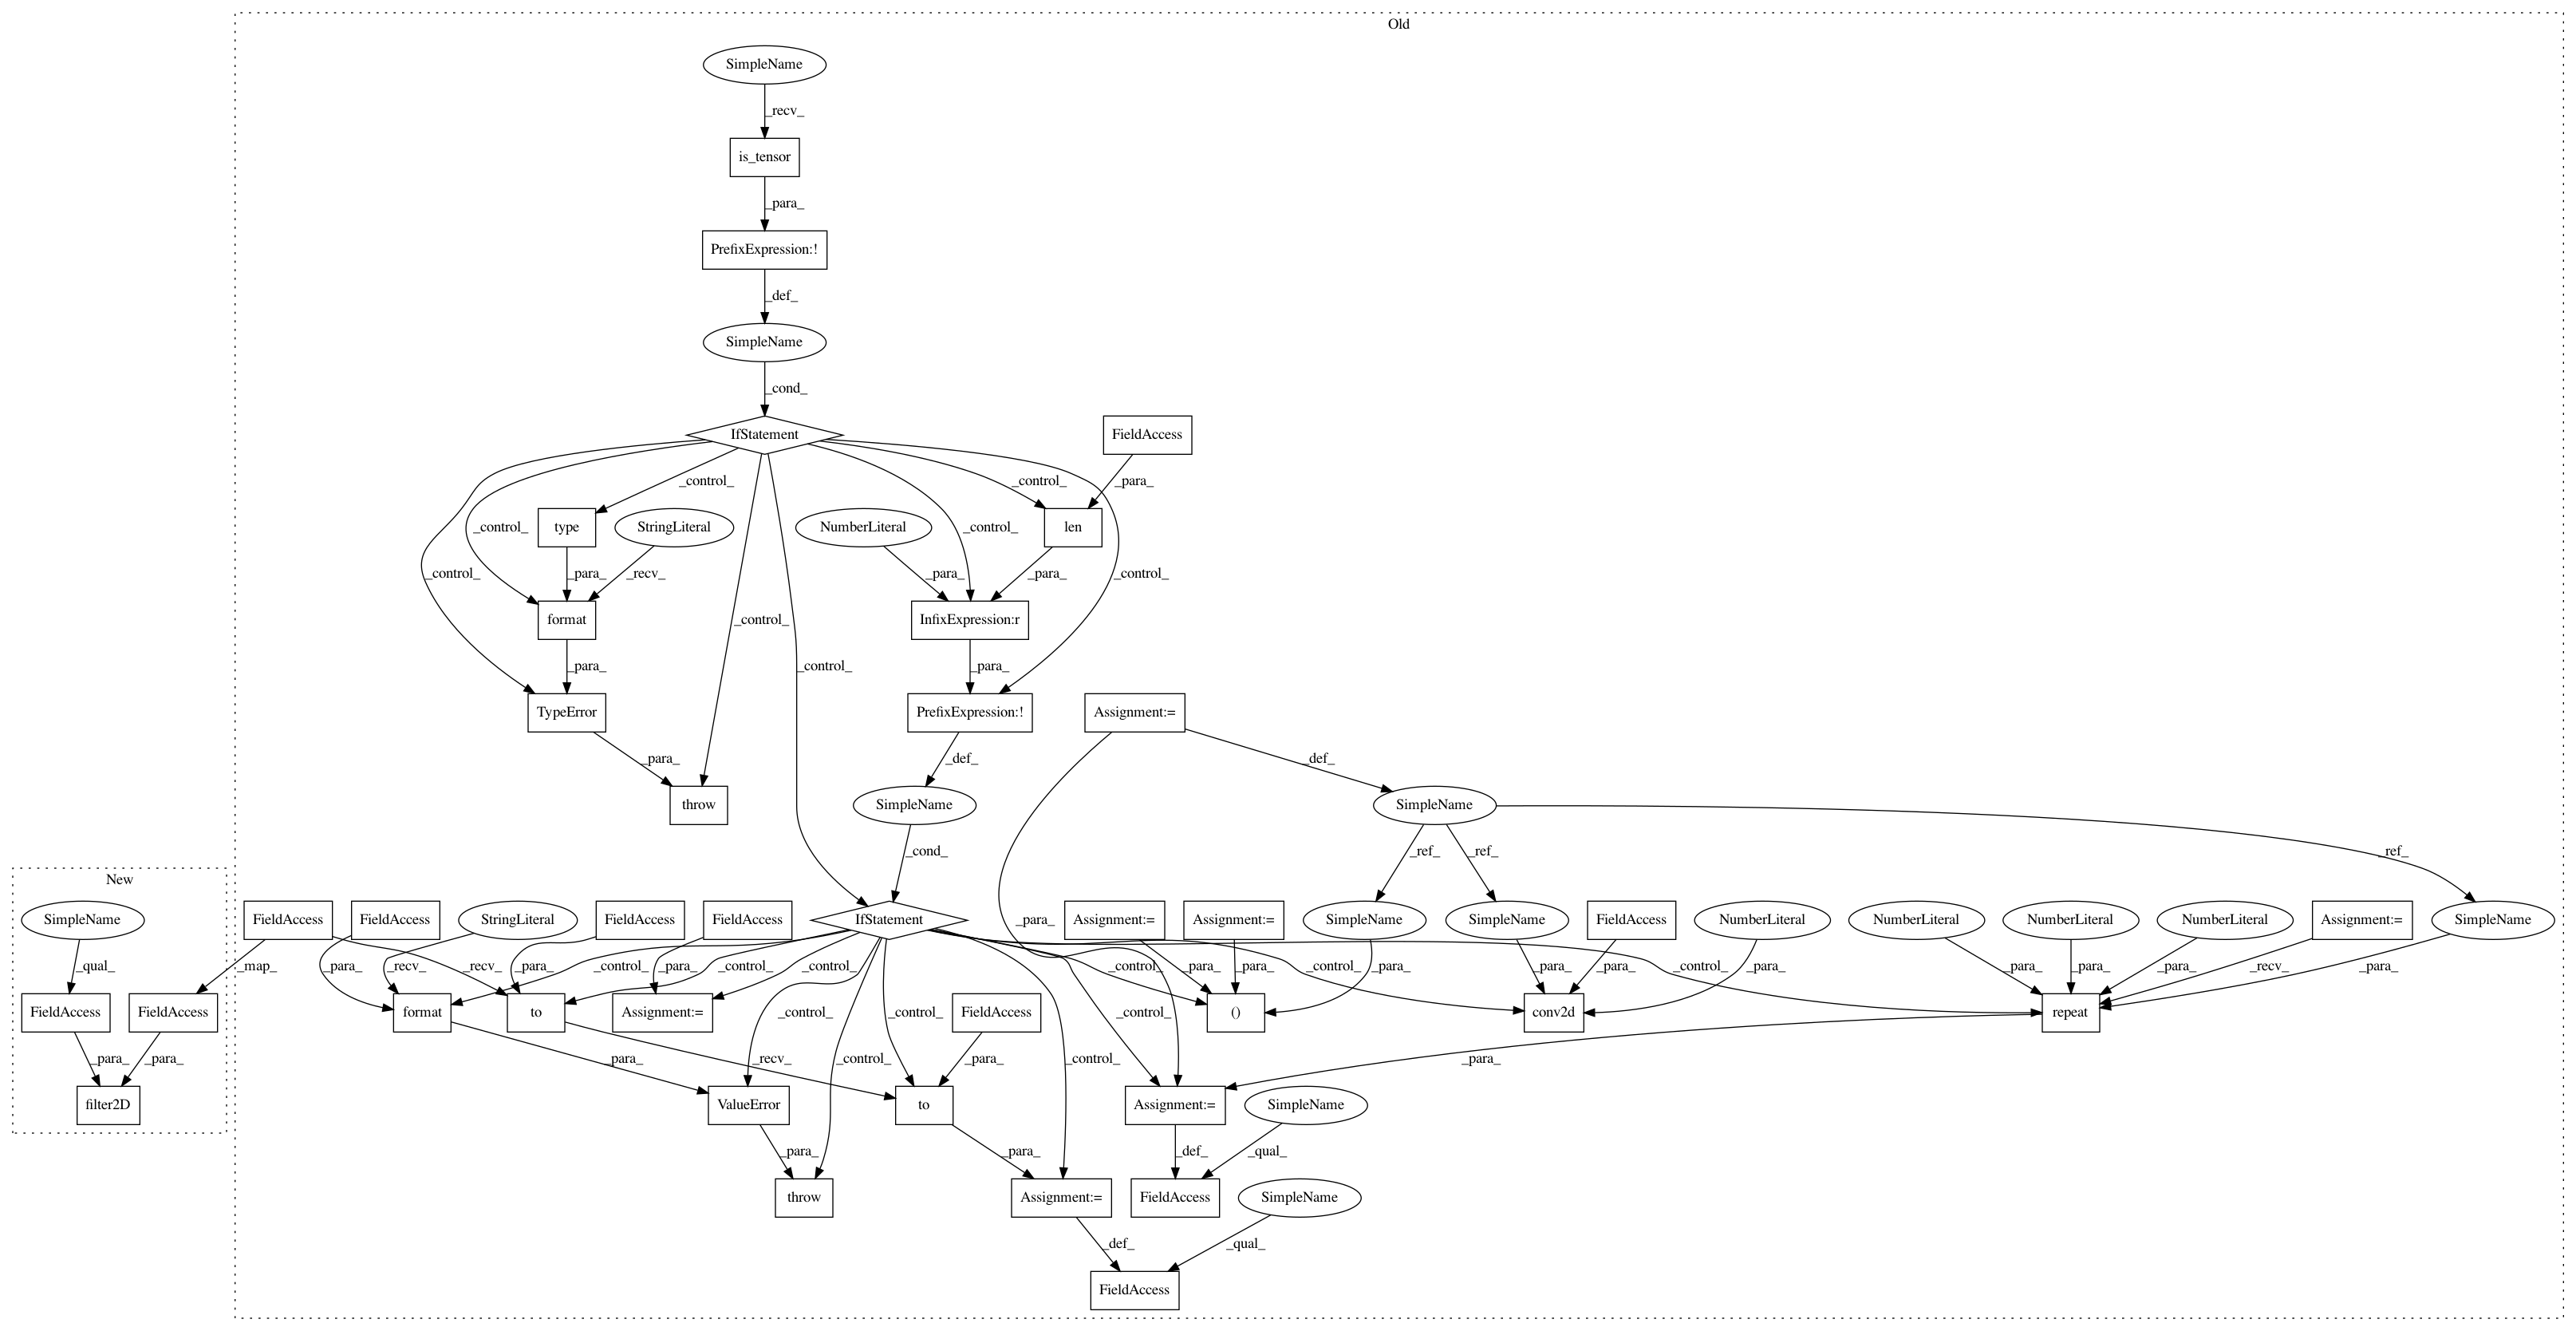 Old
SimpleName
_recv_
is_tensor
_para_
PrefixExpression:!
_def_
SimpleName
_cond_
IfStatement
FieldAccess
_control_
_para_
_control_
type
StringLiteral
NumberLiteral
_control_
len
_control_
_para_
_recv_
_para_
_para_
_control_
format
_control_
InfixExpression:r
_para_
_control_
_para_
TypeError
PrefixExpression:!
Assignment:=
_para_
_def_
_def_
throw
SimpleName
SimpleName
_cond_
_ref_
_ref_
_ref_
New
SimpleName
FieldAccess
FieldAccess
StringLiteral
FieldAccess
FieldAccess
IfStatement
_para_
Assignment:=
Assignment:=
SimpleName
SimpleName
FieldAccess
NumberLiteral
NumberLiteral
NumberLiteral
NumberLiteral
Assignment:=
SimpleName
_qual_
_map_
_para_
_recv_
_recv_
_para_
_control_
_para_
_control_
_control_
_control_
_para_
_para_
_para_
_control_
_para_
_para_
_para_
_control_
_para_
_para_
_para_
_recv_
_para_
FieldAccess
FieldAccess
format
to
Assignment:=
_control_
_control_
FieldAccess
_control_
()
conv2d
repeat
_para_
_para_
_para_
_recv_
_control_
_para_
_control_
_para_
filter2D
ValueError
to
Assignment:=
SimpleName
_para_
_para_
_def_
_qual_
throw
Assignment:=
FieldAccess
SimpleName
_def_
_qual_
FieldAccess